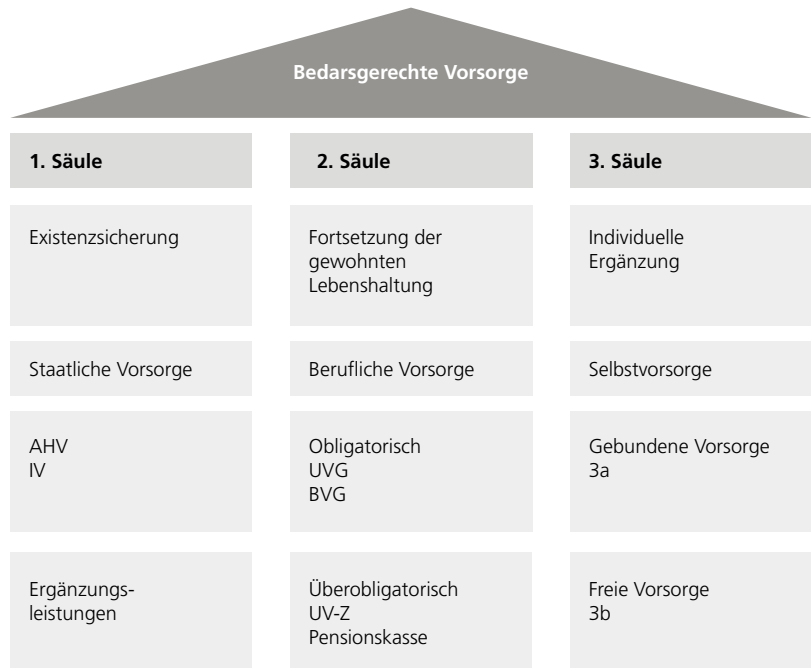 Bedarsgerechte Vorsorge
1. Säule
2. Säule
3. Säule
Existenzsicherung
Fortsetzung der
gewohnten
Lebenshaltung
Individuelle
Ergänzung
Staatliche Vorsorge
Berufliche Vorsorge
Selbstvorsorge
AHV
IV
Obligatorisch
UVG
BVG
Gebundene Vorsorge
3a
Ergänzungs-
leistungen
Überobligatorisch
UV-Z
Pensionskasse
Freie Vorsorge
3b